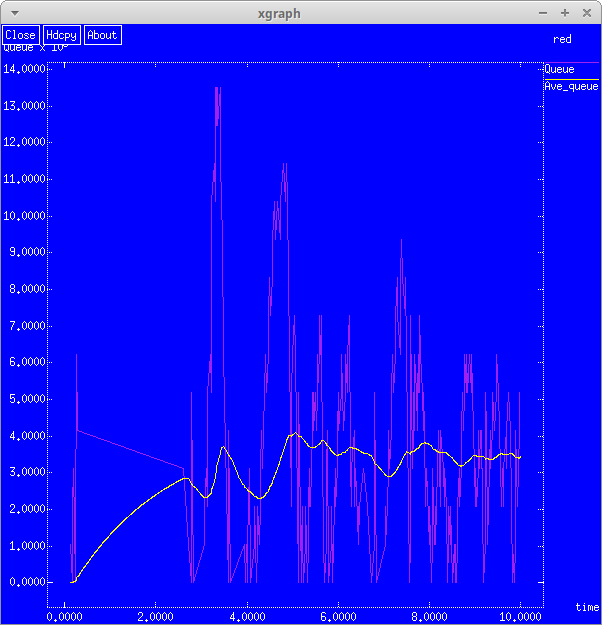 xgraph
Close Hdcpy About
red
Queue x 10
Queue
Ave_queue
14.0000
13.0000
12.0000
11.0000
10.0000
9.0000
8.0000
7.0000
6.0000
5.0000
4.0000
3.0000
2.0000
1.0000
0.0000
time
0.0000 2.0000 4.0000 6.0000 8.0000 10.0000